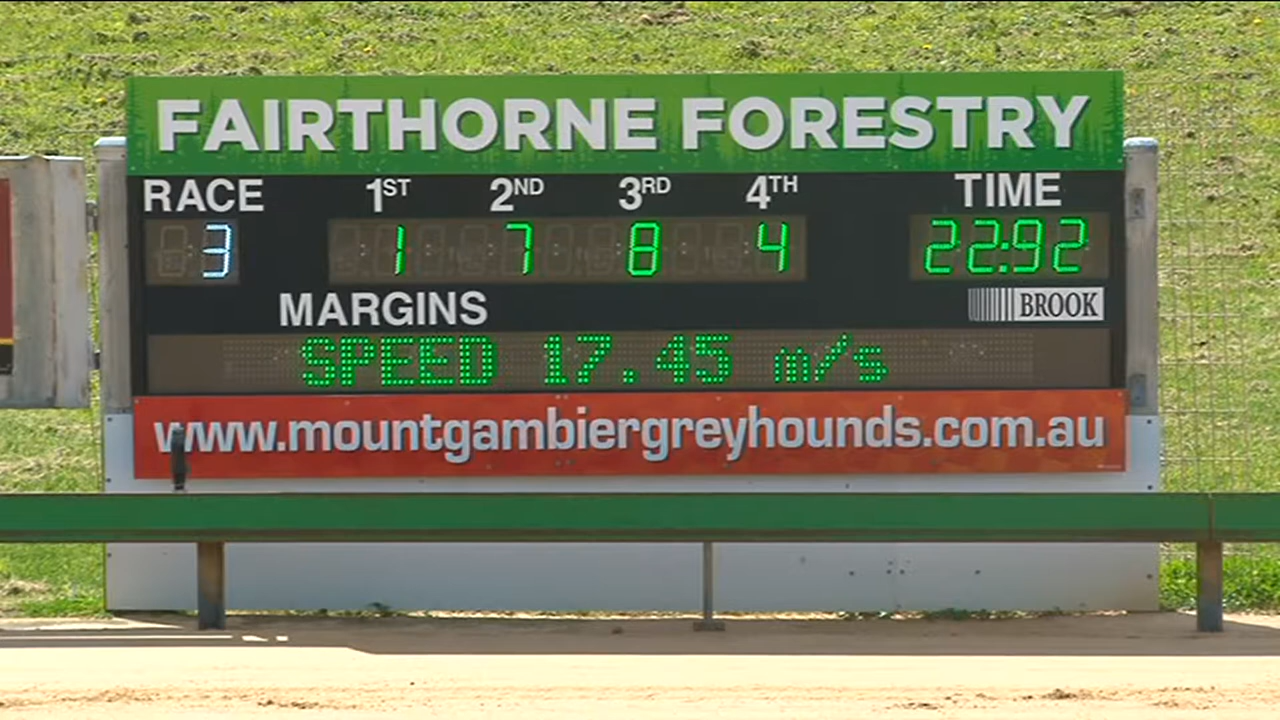 FAIRTHORNE FORESTRY
RACE 1ST 2ND 3RD 4TH TIME
3 1 7 8 4 22:92
MARGINS BROOK
SPEED 17.45 m/s
www.mountgambiergreyhounds.com.au